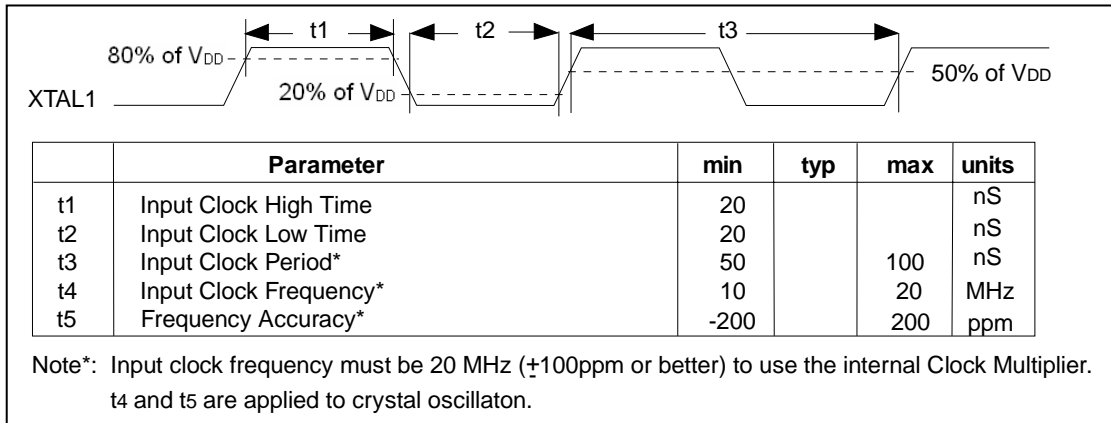 t1 t2 t3
80% of VDD
50% of VDD
XTAL1 20% of VDD
Parameter min typ max units
t1 Input Clock High Time 20 nS
t2 Input Clock Low Time 20 nS
t3 Input Clock Period* 50 100 nS
t4 Input Clock Frequency* 10 20 MHz
t5 Frequency Accuracy* -200 200 ppm
Note*: Input clock frequency must be 20 MHz (±100ppm or better) to use the internal Clock Multiplier.
t4 and t5 are applied to crystal oscillaton.